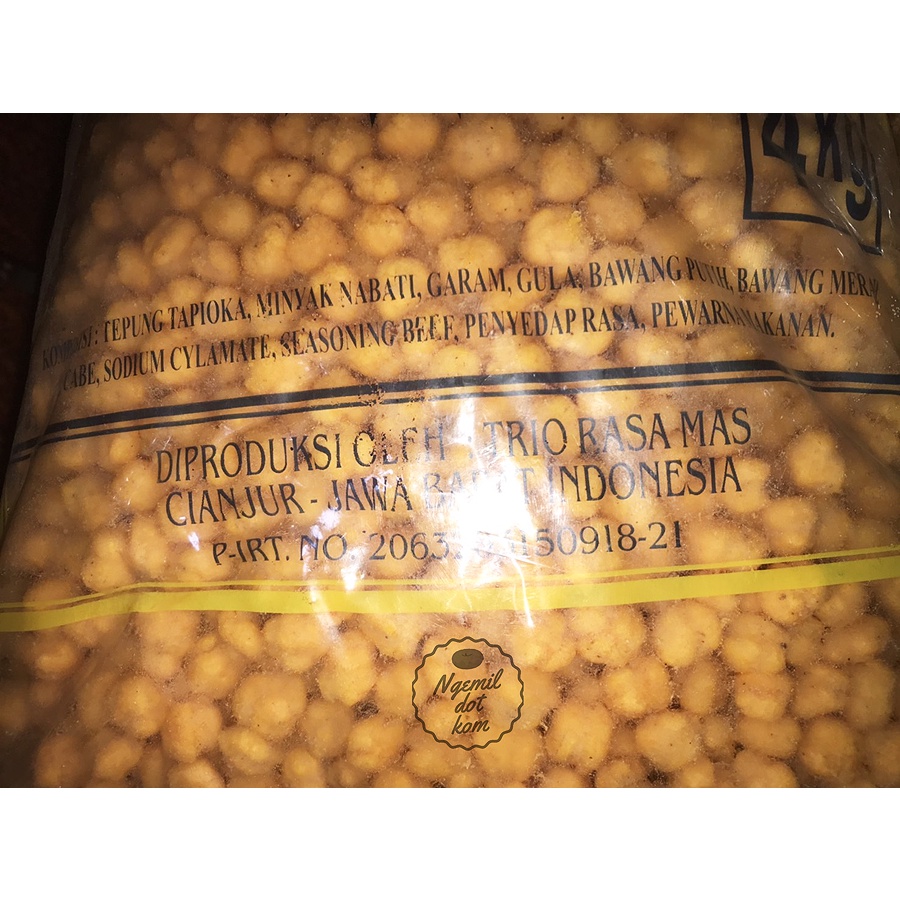 4Kg
KOMPOSISI : TEPUNG TAPIOKA, MINYAK NABATI, GARAM, GULA, BAWANG PUTIH, BAWANG MERAH,
CABE, SODIUM CYLAMATE, SEASONING BEEF, PENYEDAP RASA, PEWARNA MAKANAN.
DIPRODUKSI OLEH : TRIO RASA MAS
CIANJUR - JAWA BARAT INDONESIA
P-IRT. NO
Ngemil
dot
kom